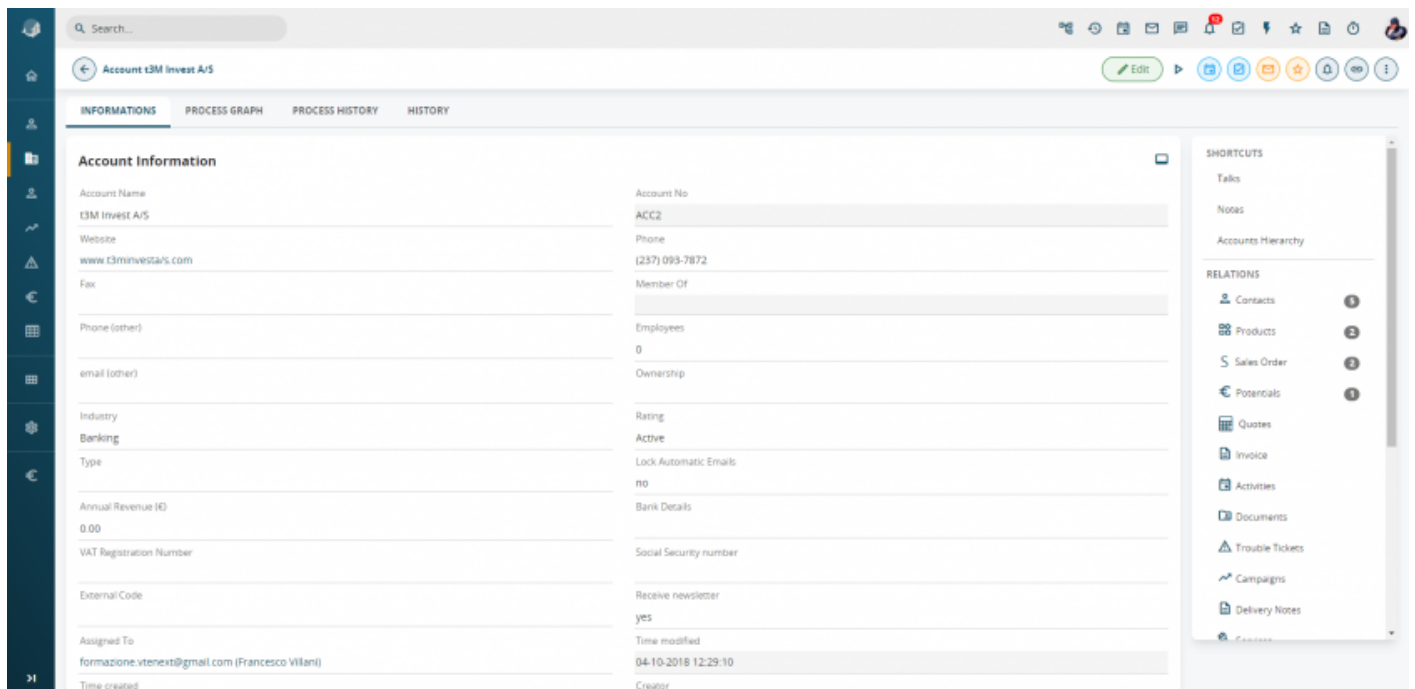 Search...
12
Account t3M Invest A/S
Edit
INFORMATIONS PROCESS GRAPH PROCESS HISTORY HISTORY
Account Information
Account Name
t3M Invest A/S
Account No
ACC2
Website
www.t3minvesta/s.com
Phone
(237) 093-7872
Fax
Member Of
Phone (other)
Employees
0
email (other)
Ownership
Industry
Banking
Rating
Active
Type
Lock Automatic Emails
no
Annual Revenue (€)
0.00
Bank Details
VAT Registration Number
Social Security number
External Code
Receive newsletter
yes
Assigned To
formazione.vtenext@gmail.com (Francesco Villani)
Time modified
04-10-2018 12:29:10
Time created
Creator
SHORTCUTS
Talks
Notes
Accounts Hierarchy
RELATIONS
Contacts 5
Products 2
Sales Order 2
Potentials 1
Quotes
Invoice
Activities
Documents
Trouble Tickets
Campaigns
Delivery Notes